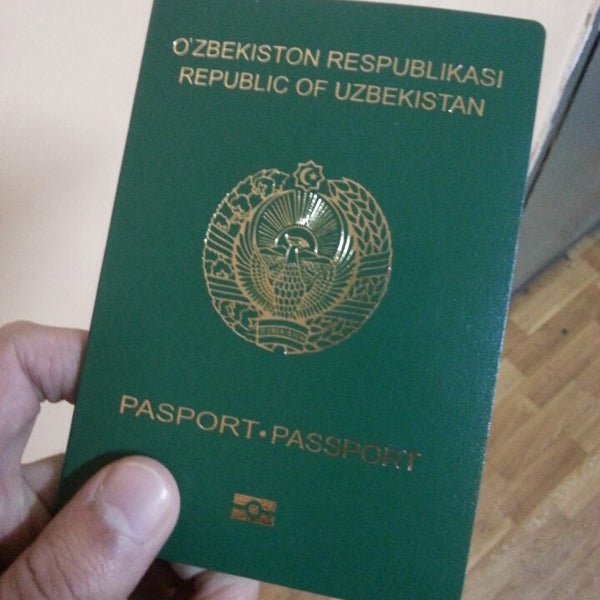 O'ZBEKISTON RESPUBLIKASI
REPUBLIC OF UZBEKISTAN
PASPORT•PASSPORT